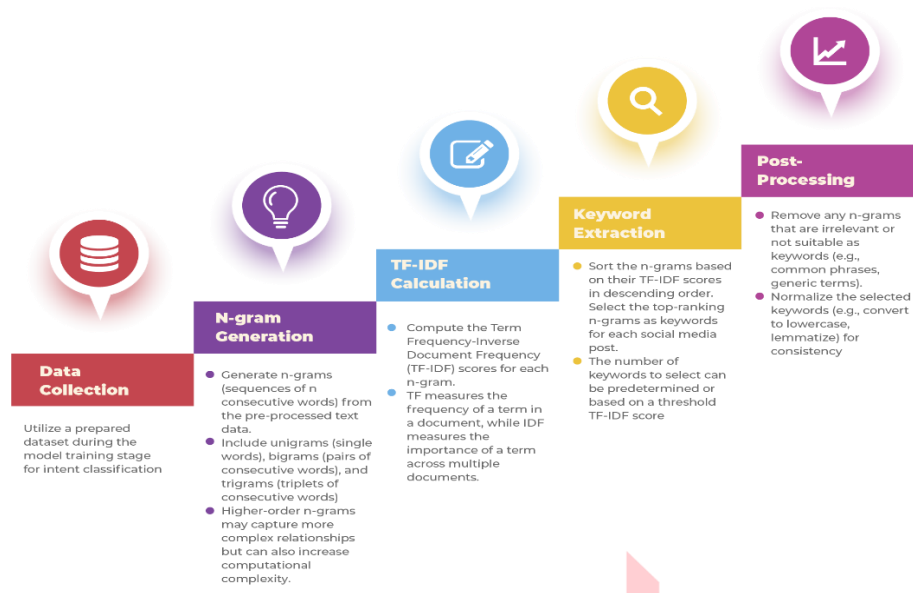 Data
Collection
Utilize a prepared
dataset during the
model training stage
for intent classification
N-gram
Generation
Generate n-grams
(sequences of n
consecutive words) from
the pre-processed text
data.
Include unigrams (single
words), bigrams (pairs of
consecutive words), and
trigrams (triplets of
consecutive words)
Higher-order n-grams
may capture more
complex relationships
but can also increase
computational
complexity.
TF-IDF
Calculation
Compute the Term
Frequency-Inverse
Document Frequency
(TF-IDF) scores for each
n-gram.
TF measures the
frequency of a term in
a document, while IDF
measures the
importance of a term
across multiple
documents.
Keyword
Extraction
Sort the n-grams based
on their TF-IDF scores
in descending order.
Select the top-ranking
n-grams as keywords
for each social media
post.
The number of
keywords to select can
be predetermined or
based on a threshold
TF-IDF score
Post-
Processing
Remove any n-grams
that are irrelevant or
not suitable as
keywords (e.g.,
common phrases,
generic terms).
Normalize the selected
keywords (e.g., convert
to lowercase,
lemmatize) for
consistency